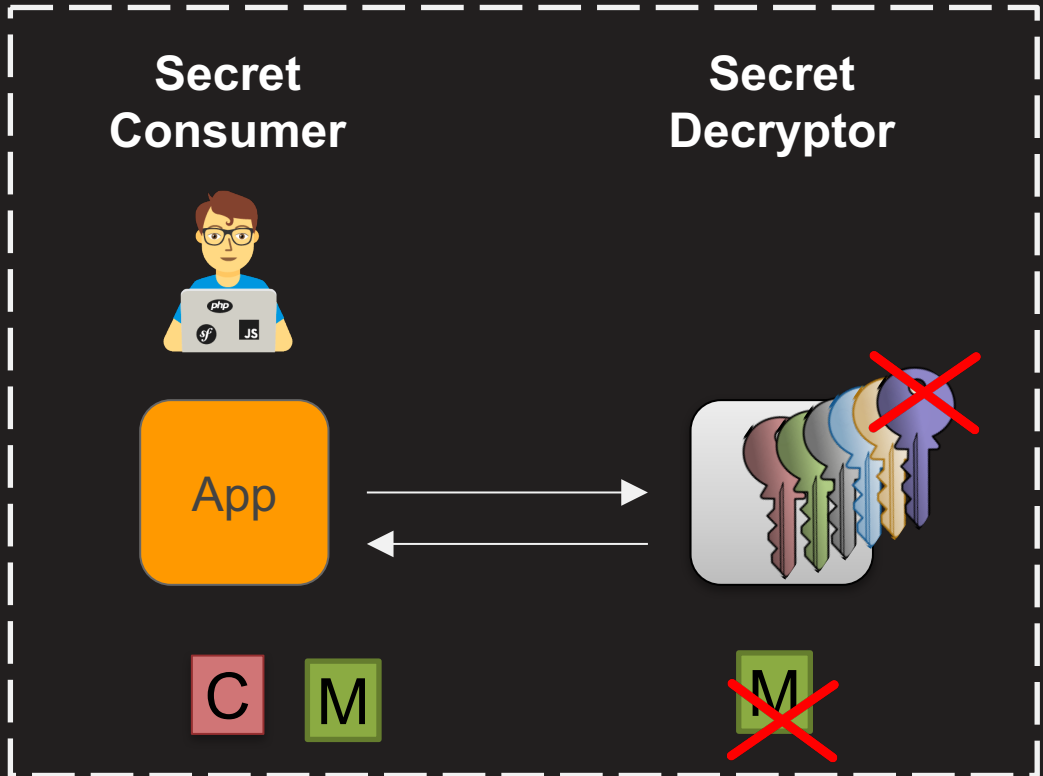 Secret
Consumer
Secret
Decryptor
php
sf
JS
App
C
M
M